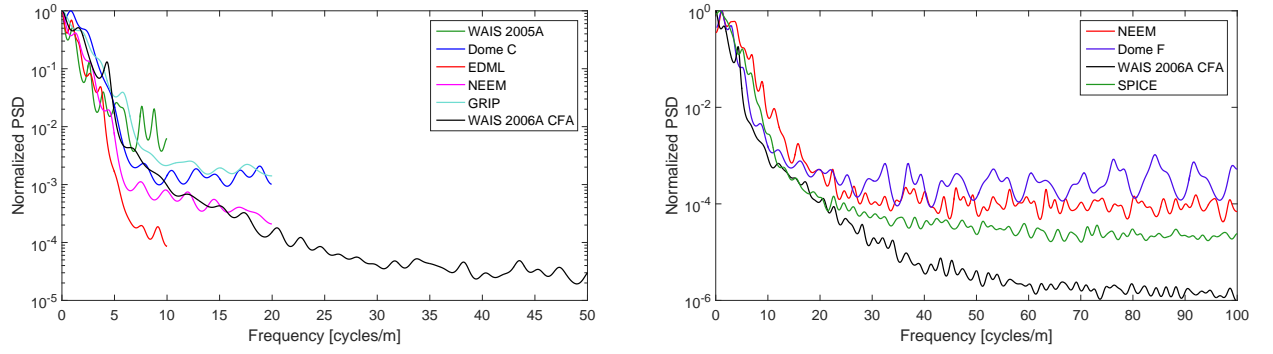 WAIS 2005A
Dome C
EDML
NEEM
GRIP
WAIS 2006A CFA
Normalized PSD
10^0
10^-1
10^-2
10^-3
10^-4
10^-5
0 5 10 15 20 25 30 35 40 45 50
Frequency [cycles/m]
NEEM
Dome F
WAIS 2006A CFA
SPICE
Normalized PSD
10^0
10^-2
10^-4
10^-6
0 10 20 30 40 50 60 70 80 90 100
Frequency [cycles/m]